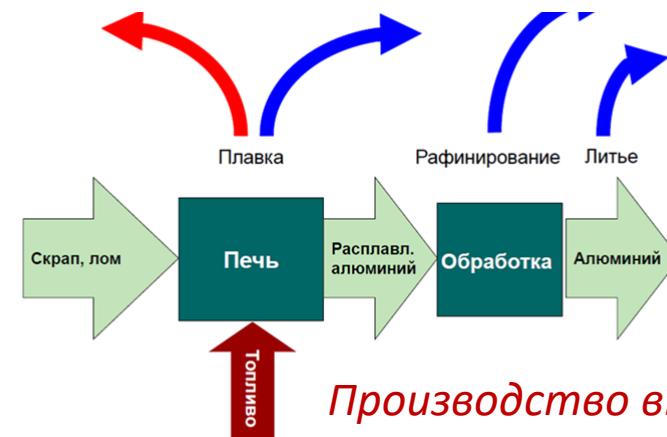 Плавка
Рафинирование
Литье
Скрап, лом
Печь
Расплавл.
алюминий
Обработка
Алюминий
Топливо
Производство